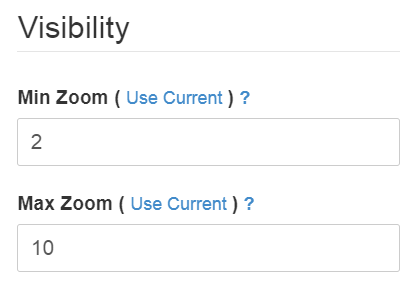 Visibility
Min Zoom ( Use Current ) ?
2
Max Zoom ( Use Current ) ?
10